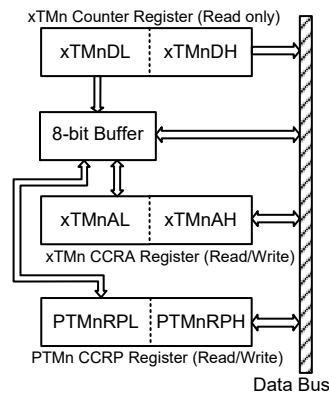 xTMn Counter Register (Read only)
xTMnDL xTMnDH
8-bit Buffer
xTMnAL xTMnAH
xTMn CCRA Register (Read/Write)
PTMnRPL PTMnRPH
PTMn CCRP Register (Read/Write)
Data Bus